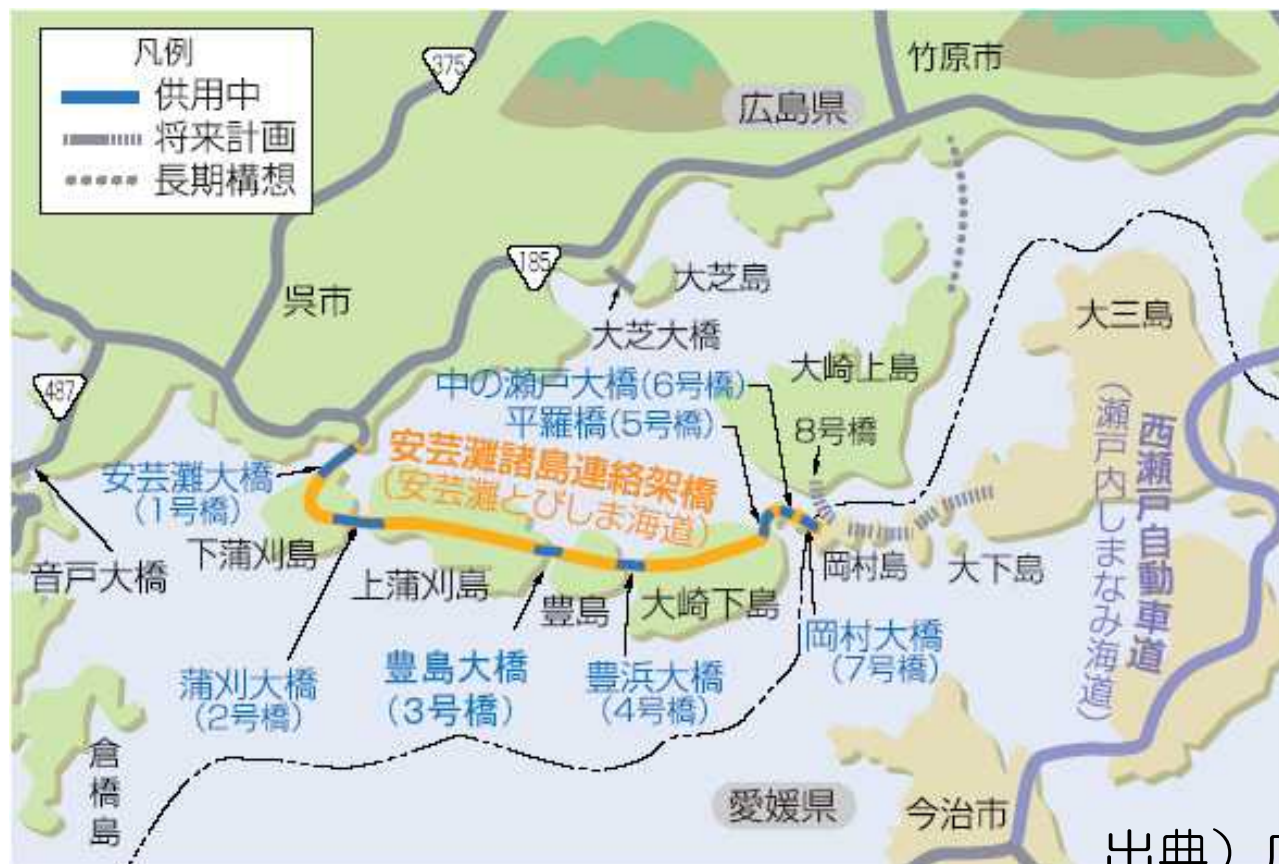 凡例
供用中
将来計画
長期構想
375
竹原市
広島県
185
大芝島
大芝大橋
呉市
大三島
487
中の瀬戸大橋(6号橋)
平羅橋(5号橋)
大崎上島
8号橋
安芸灘大橋
(1号橋)
安芸灘諸島連絡架橋
(安芸灘とびしま海道)
西瀬戸自動車道
(瀬戸内しまなみ海道)
音戸大橋
下蒲刈島
上蒲刈島
豊島
大崎下島
岡村島
大下島
蒲刈大橋
(2号橋)
豊島大橋
(3号橋)
豊浜大橋
(4号橋)
岡村大橋
(7号橋)
倉橋島
愛媛県
今治市
出典)